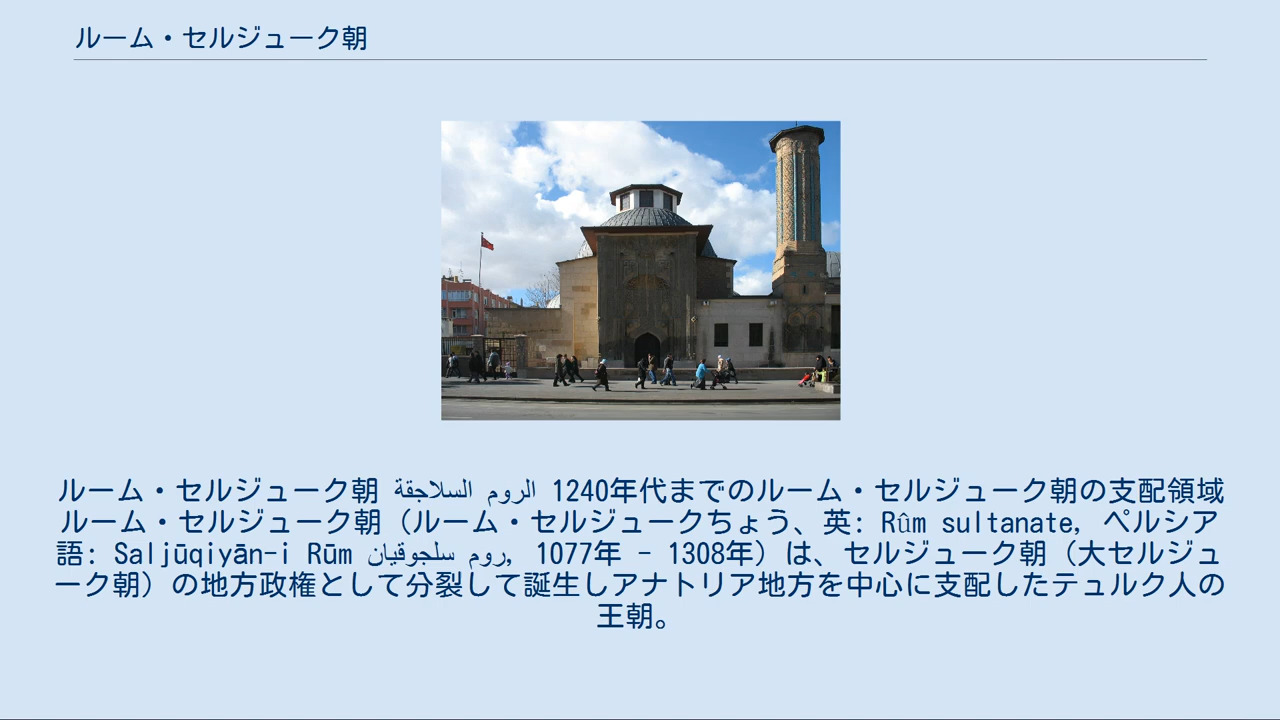 ルーム・セルジューク朝
ルーム・セルジューク朝 الروم السلاجقة 1240年代までのルーム・セルジューク朝の支配領域
ルーム・セルジューク朝（ルーム・セルジュークちょう、英: Rûm sultanate, ペルシア
語: Saljūqiyān-i Rūm روم سلجوقیان, 1077年 - 1308年）は、セルジューク朝（大セルジュ
ーク朝）の地方政権として分裂して誕生しアナトリア地方を中心に支配したテュルク人の
王朝。